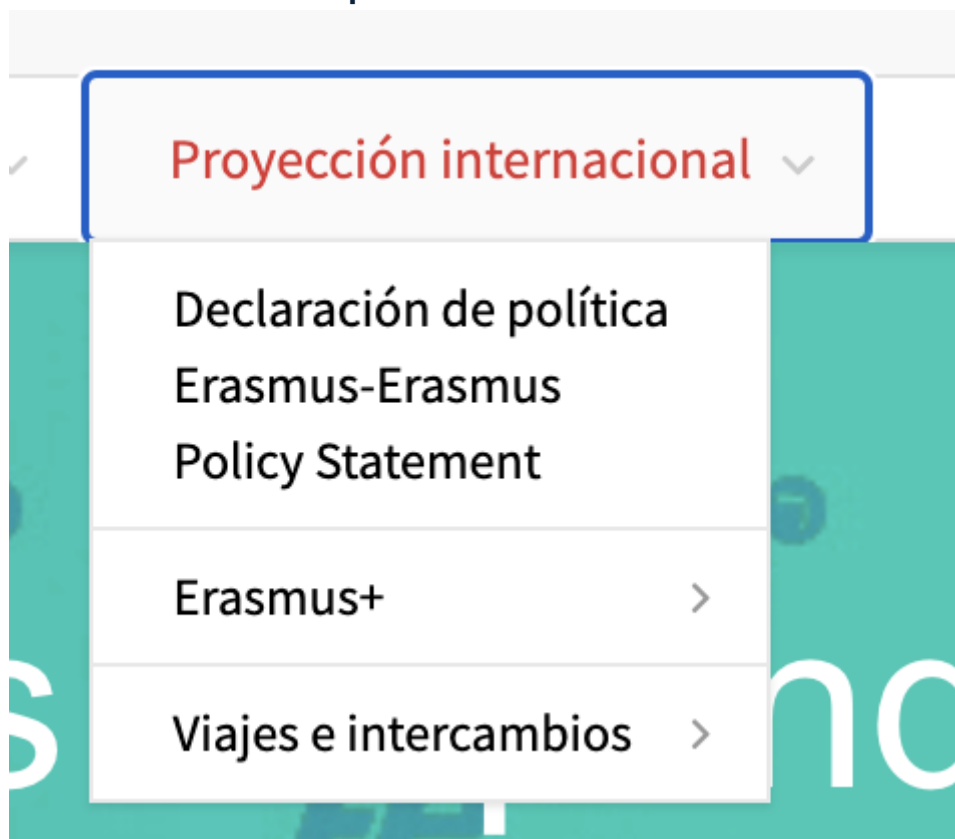 Proyección internacional
Declaración de política
Erasmus-Erasmus
Policy Statement
Erasmus+
Viajes e intercambios